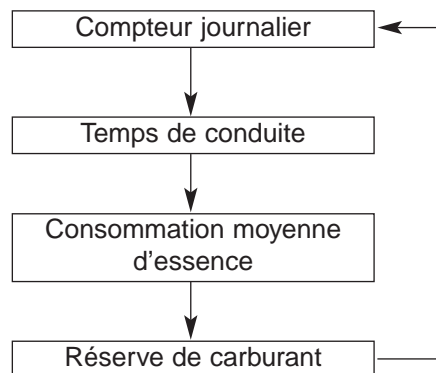 Compteur journalier
Temps de conduite
Consommation moyenne
d'essence
Réserve de carburant